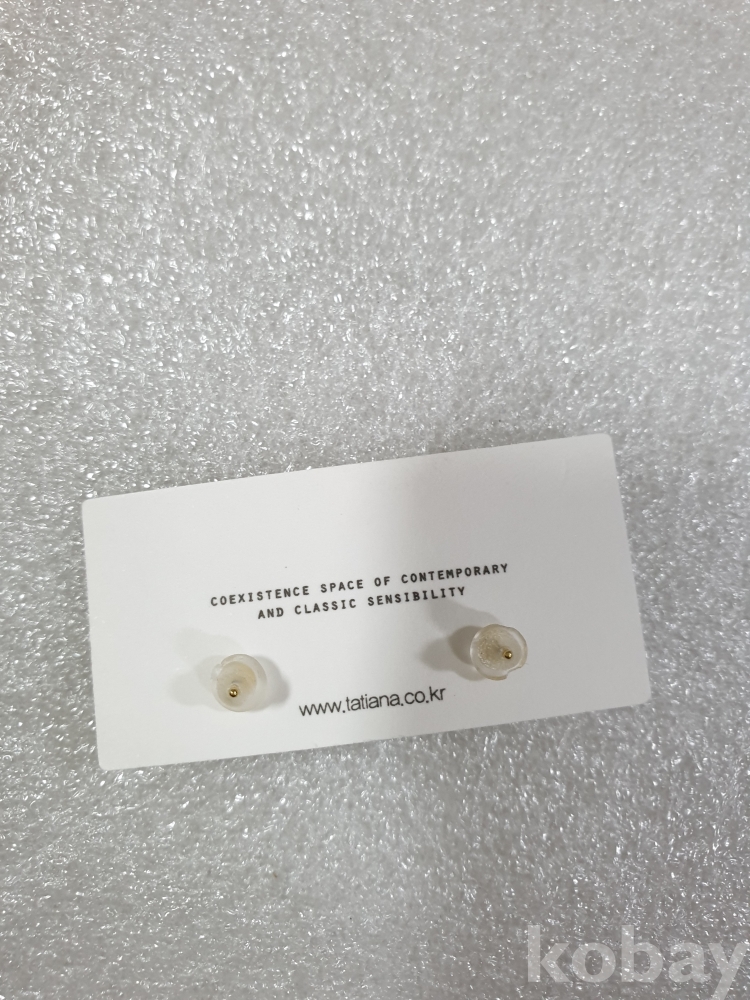 COEXISTENCE SPACE OF CONTEMPORARY
AND CLASSIC SENSIBILITY
www.tatiana.co.kr
kobay